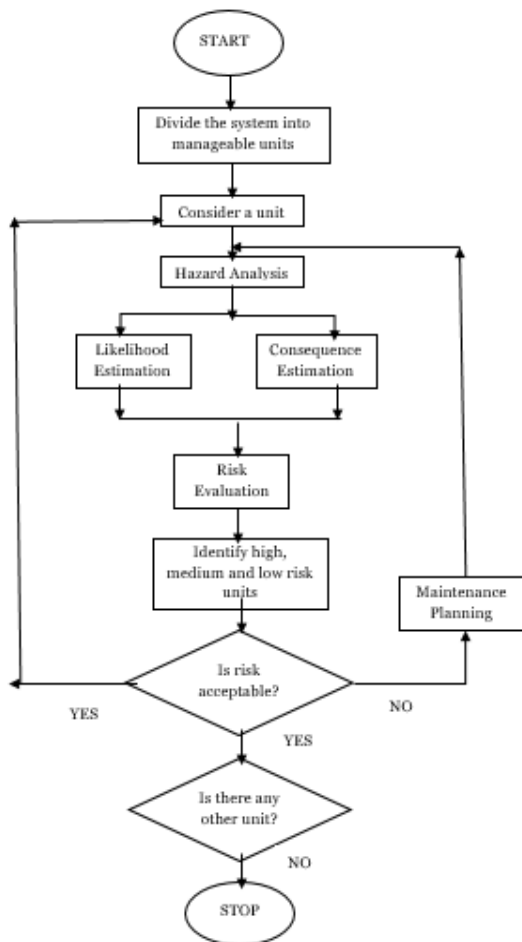 START
Divide the system into
manageable units
Consider a unit
Hazard Analysis
Likelihood
Estimation
Consequence
Estimation
Risk
Evaluation
Identify high,
medium and low risk
units
Maintenance
Planning
Is risk
acceptable?
YES
NO
YES
Is there any
other unit?
NO
STOP